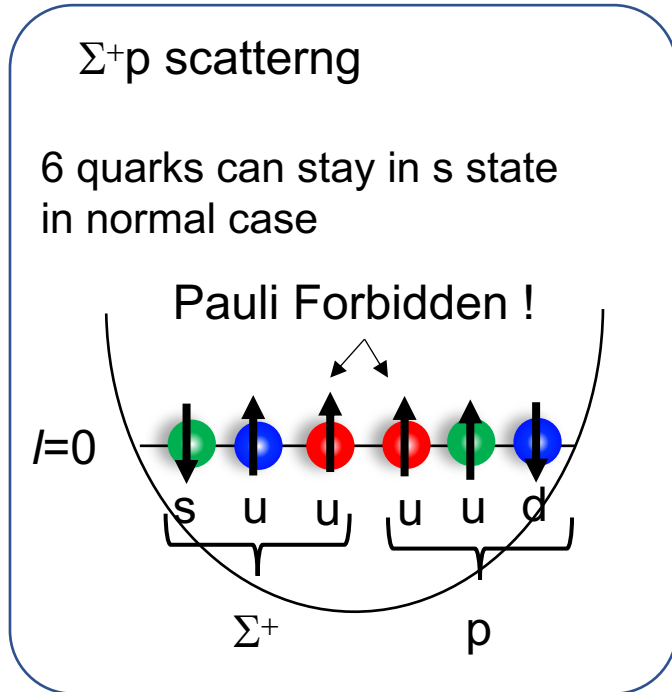 Σ⁺p scatterng
6 quarks can stay in s state
in normal case
Pauli Forbidden !
l=0
s u u u u d
Σ⁺ p